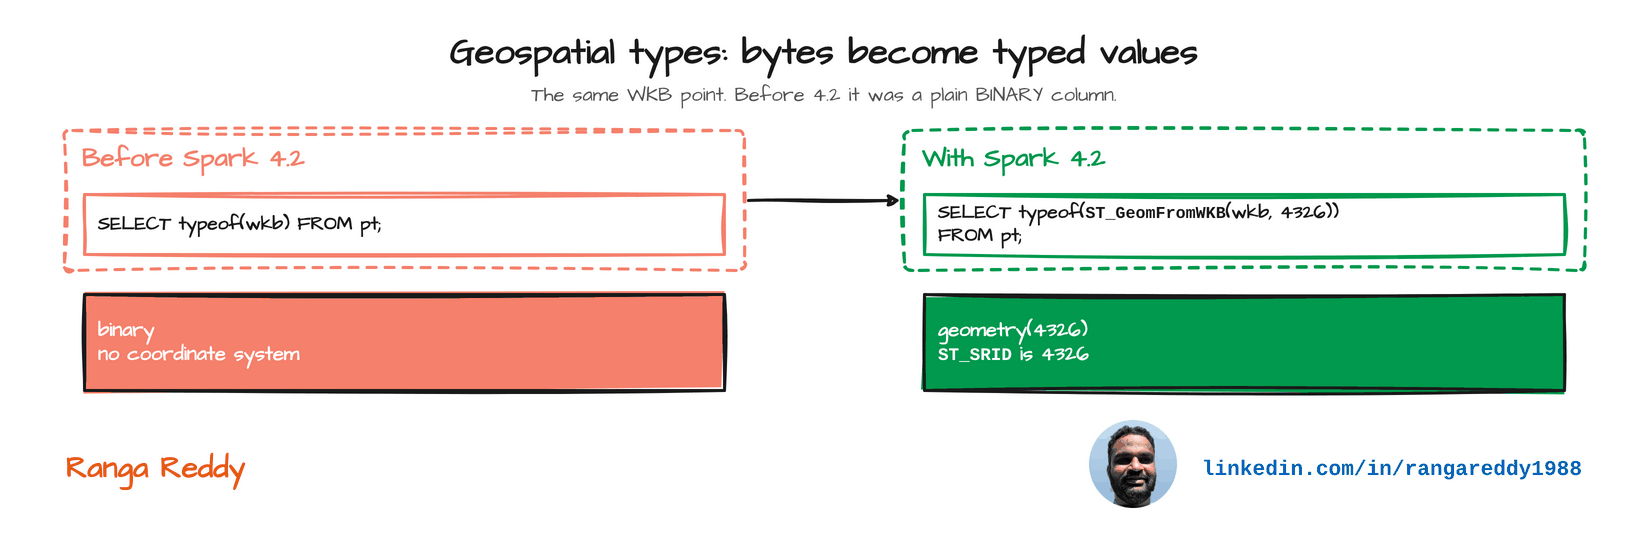 Geospatial types: bytes become typed values
The same WKB point. Before 4.2 it was a plain BINARY column.
Before Spark 4.2
SELECT typeof(wkb) FROM pt;
With Spark 4.2
SELECT typeof(ST_GeomFromWKB(wkb, 4326))
FROM pt;
binary
no coordinate system
geometry(4326)
ST_SRID is 4326
Ranga Reddy
linkedin.com/in/rangareddy1988